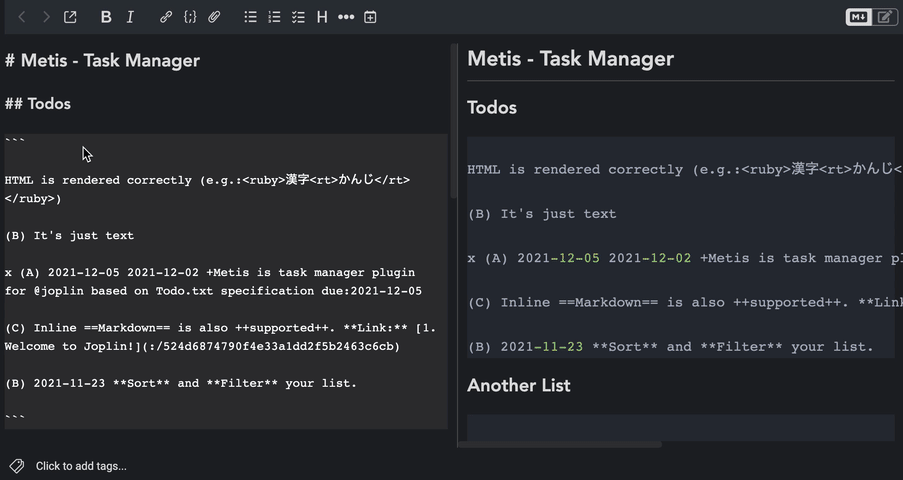 # Metis - Task Manager
## Todos
```
HTML is rendered correctly (e.g.:<ruby>漢字<rt>かんじ</rt>
</ruby>)
(B) It's just text
x (A) 2021-12-05 2021-12-02 +Metis is task manager plugin
for @joplin based on Todo.txt specification due:2021-12-05
(C) Inline ==Markdown== is also ++supported++. **Link:** [1.
Welcome to Joplin!](:/524d6874790f4e33a1dd2f5b2463c6cb)
(B) 2021-11-23 **Sort** and **Filter** your list.
```
Metis - Task Manager
Todos
HTML is rendered correctly (e.g.:<ruby>漢字<rt>かんじ<
(B) It's just text
x (A) 2021-12-05 2021-12-02 +Metis is task manager pl
(C) Inline ==Markdown== is also ++supported++. **Link
(B) 2021-11-23 **Sort** and **Filter** your list.
Another List
Click to add tags...